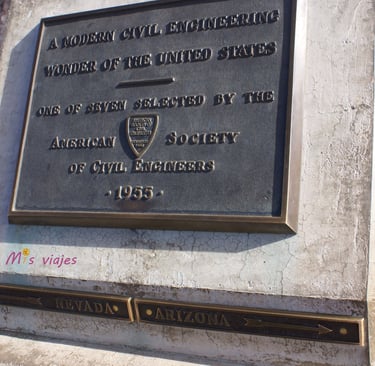 A MODERN CIVIL ENGINEERING
WONDER OF THE UNITED STATES
ONE OF SEVEN SELECTED BY THE
AMERICAN SOCIETY
OF CIVIL ENGINEERS
- 1955 -
Mis viajes
NEVADA
ARIZONA